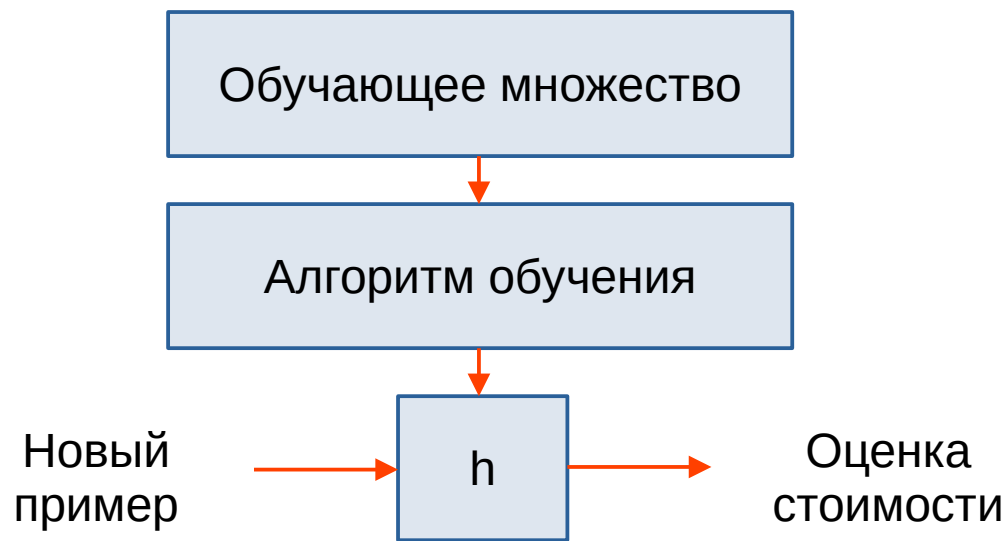 Обучающее множество
Алгоритм обучения
Новый
пример
h
Оценка
стоимости